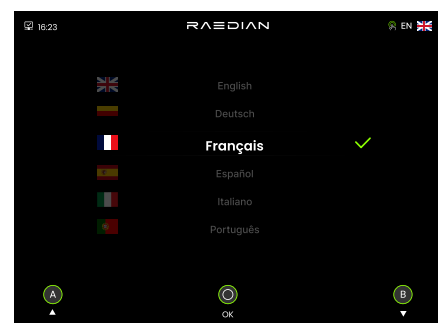 16:23 RAEDIAN EN
English
Deutsch
Français
Español
Italiano
Português
A B
OK